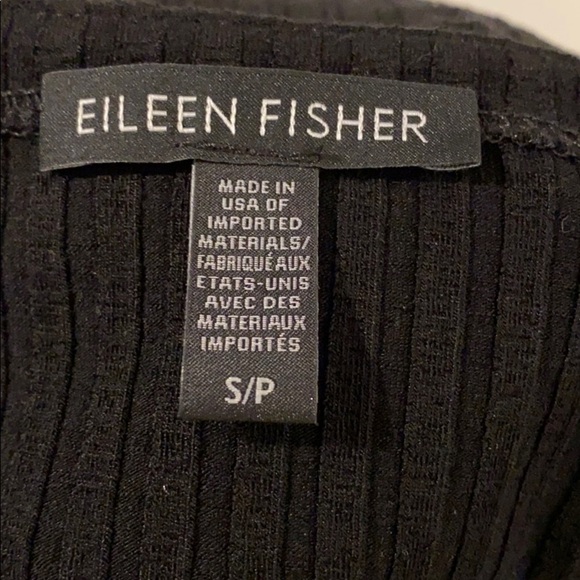 EILEEN FISHER
MADE IN
USA OF
IMPORTED
MATERIALS/
FABRIQUÉ AUX
ETATS-UNIS
AVEC DES
MATERIAUX
IMPORTÉS
S/P